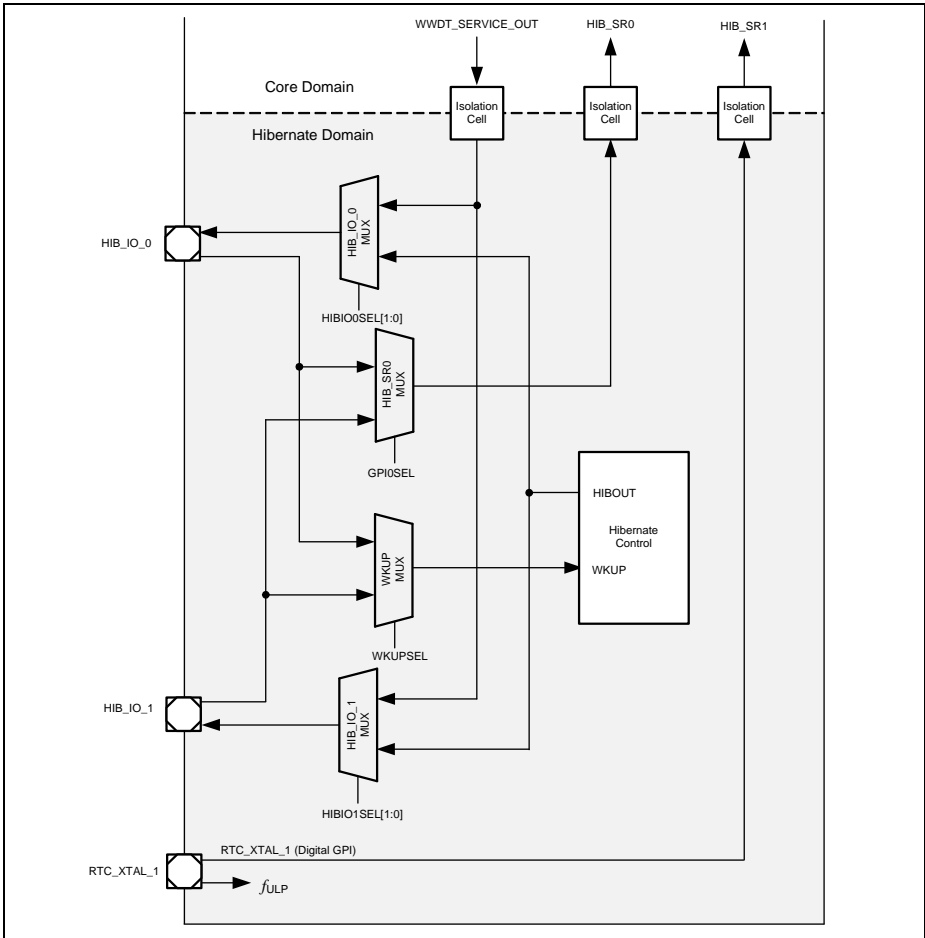 WWDT_SERVICE_OUT
HIB_SR0
HIB_SR1
Core Domain
Isolation
Cell
Isolation
Cell
Isolation
Cell
Hibernate Domain
HIB_IO_0
MUX
HIB_IO_0
HIBIO0SEL[1:0]
HIB_SR0
MUX
GPI0SEL
HIBOUT
Hibernate
Control
WKUP
WKUP
MUX
WKUPSEL
HIB_IO_1
HIB_IO_1
MUX
HIBIO1SEL[1:0]
RTC_XTAL_1 (Digital GPI)
RTC_XTAL_1
fULP